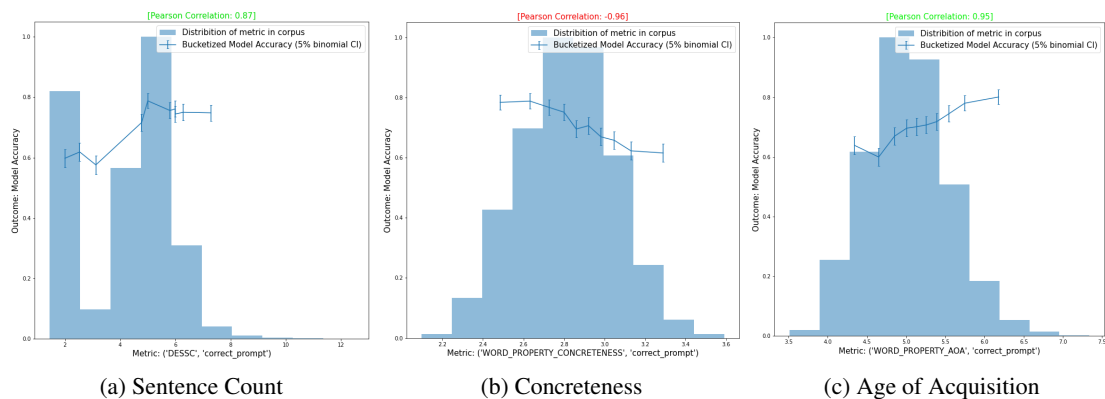 [Pearson Correlation: 0.87]
Distribition of metric in corpus
Bucketized Model Accuracy (5% binomial CI)
1.0
0.8
0.6
0.4
0.2
0.0
Outcome: Model Accuracy
2
4
6
8
10
12
Metric: ('DESSC', 'correct_prompt')
(a) Sentence Count
[Pearson Correlation: -0.96]
Distribition of metric in corpus
Bucketized Model Accuracy (5% binomial CI)
1.0
0.8
0.6
0.4
0.2
0.0
Outcome: Model Accuracy
2.2
2.4
2.6
2.8
3.0
3.2
3.4
3.6
Metric: ('WORD_PROPERTY_CONCRETENESS', 'correct_prompt')
(b) Concreteness
[Pearson Correlation: 0.95]
Distribition of metric in corpus
Bucketized Model Accuracy (5% binomial CI)
1.0
0.8
0.6
0.4
0.2
0.0
Outcome: Model Accuracy
3.5
4.0
4.5
5.0
5.5
6.0
6.5
7.0
7.5
Metric: ('WORD_PROPERTY_AOA', 'correct_prompt')
(c) Age of Acquisition